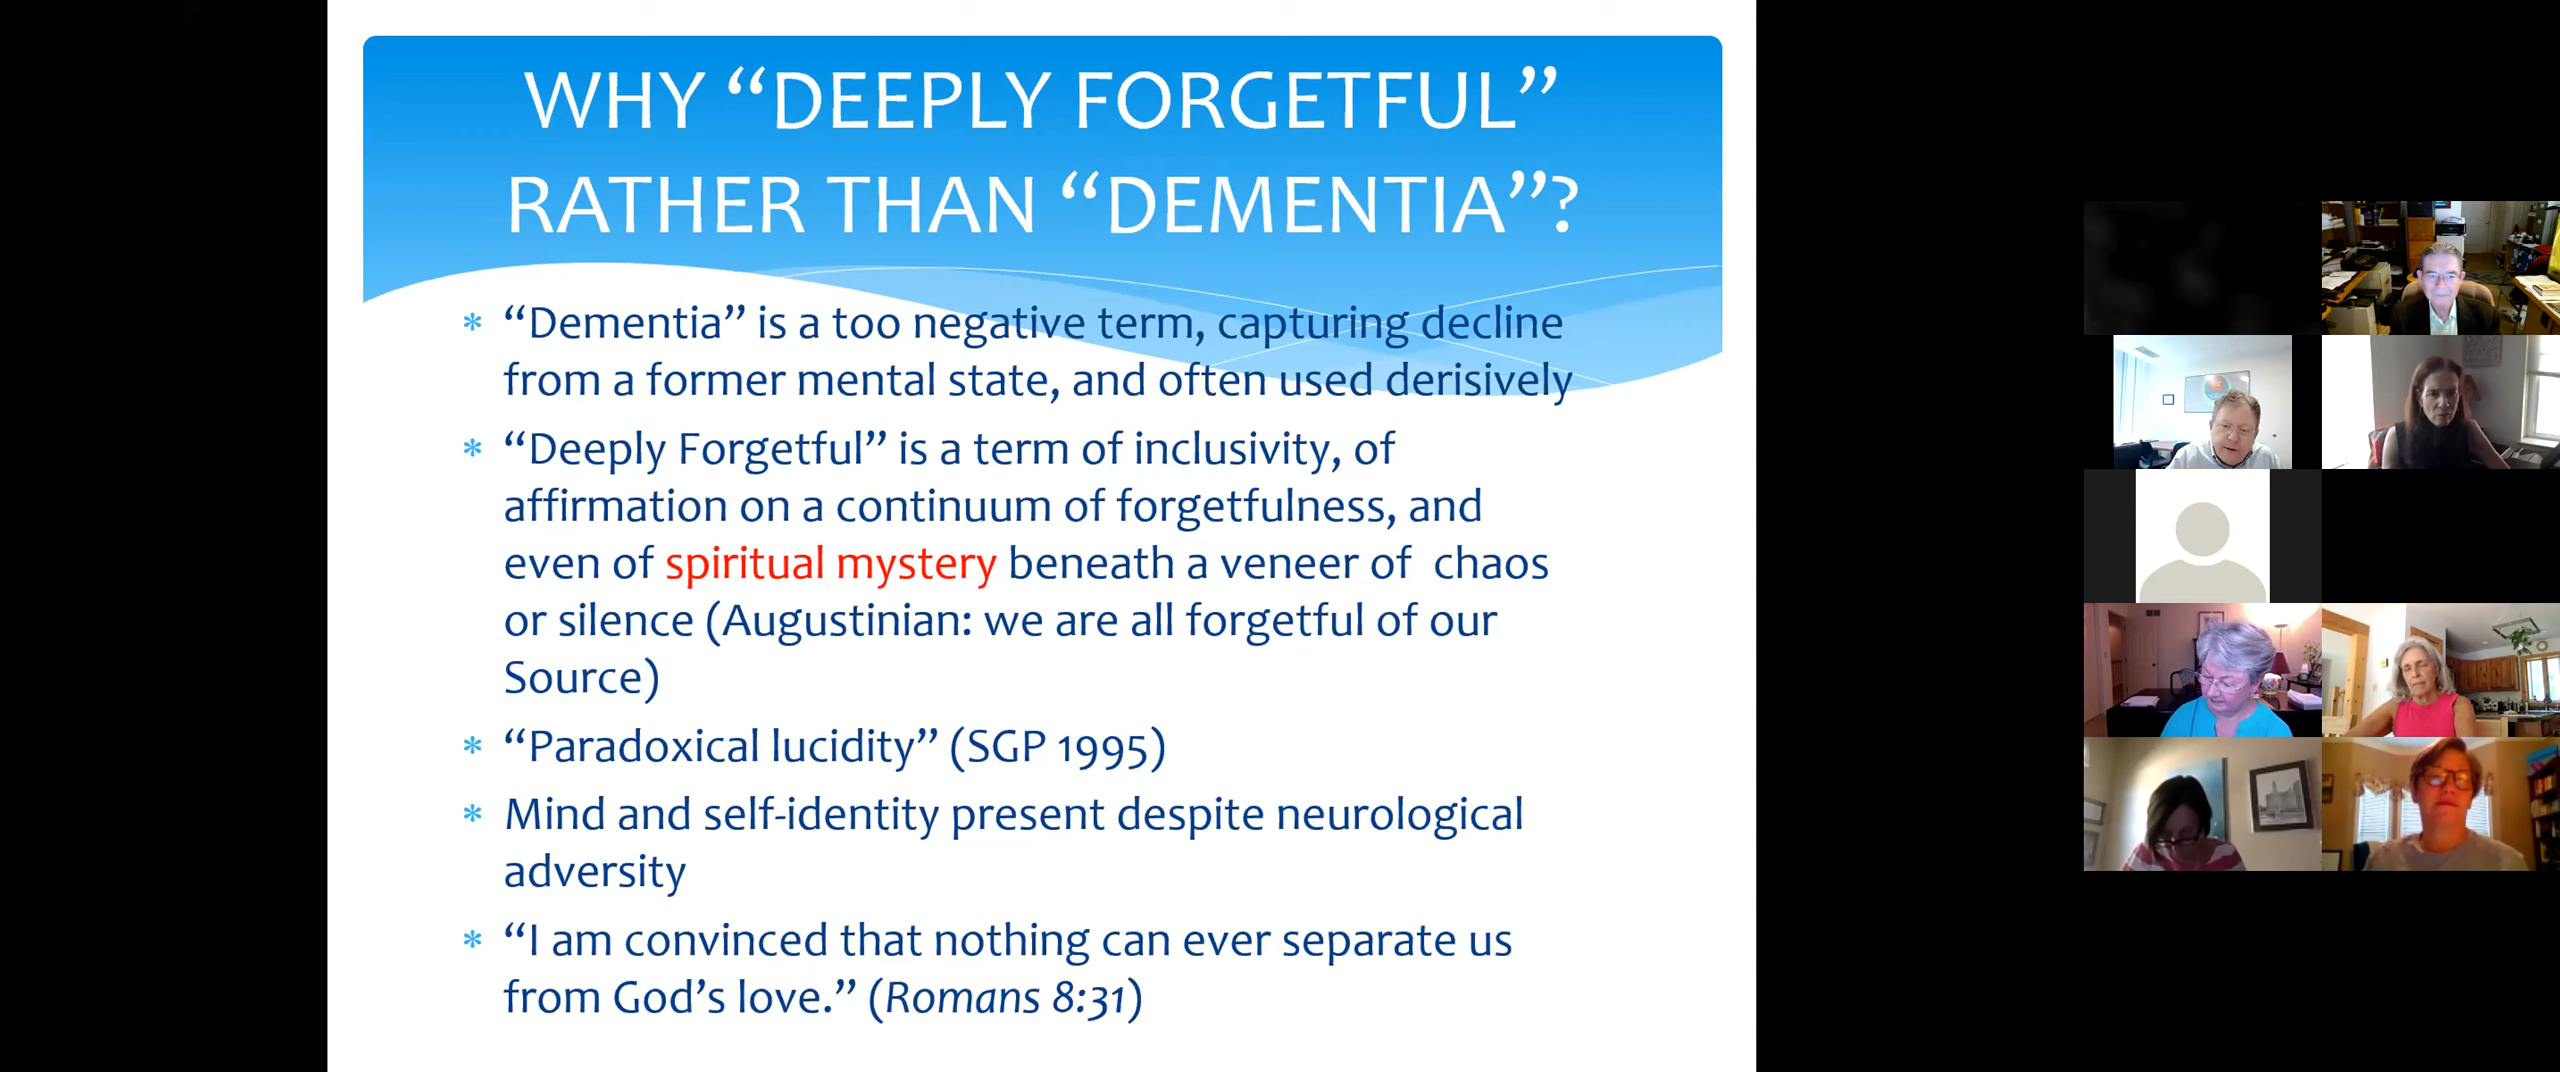 WHY “DEEPLY FORGETFUL”
RATHER THAN “DEMENTIA”?
* “Dementia” is a too negative term, capturing decline
from a former mental state, and often used derisively
* “Deeply Forgetful” is a term of inclusivity, of
affirmation on a continuum of forgetfulness, and
even of spiritual mystery beneath a veneer of  chaos
or silence (Augustinian: we are all forgetful of our
Source)
* “Paradoxical lucidity” (SGP 1995)
* Mind and self-identity present despite neurological
adversity
* “I am convinced that nothing can ever separate us
from God’s love.” (Romans 8:31)